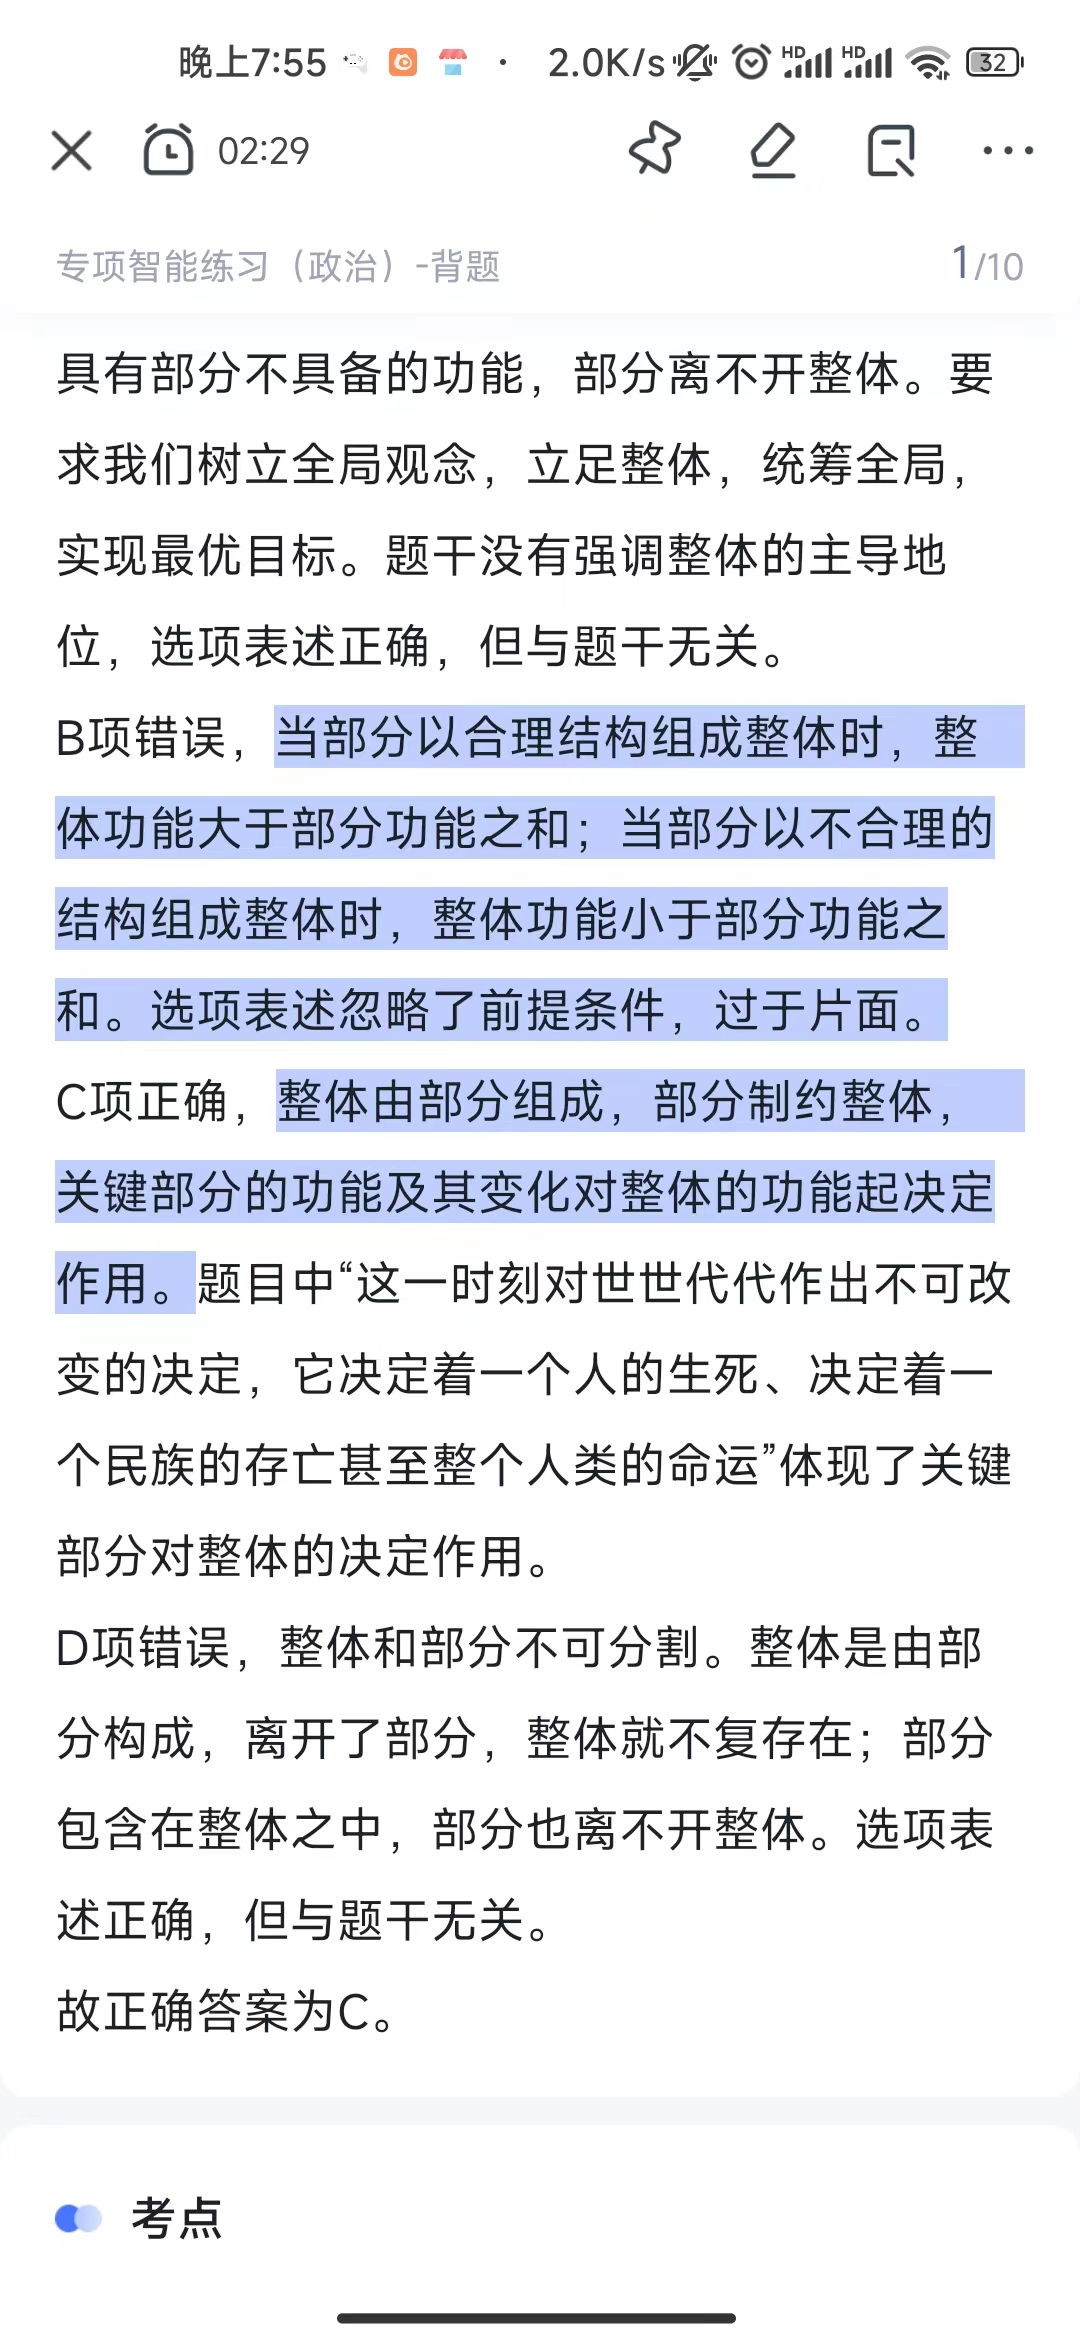 晚上7:55 · 2.0K/s HD HD 32
02:29
专项智能练习（政治）-背题 1/10
具有部分不具备的功能，部分离不开整体。要
求我们树立全局观念，立足整体，统筹全局，
实现最优目标。题干没有强调整体的主导地
位，选项表述正确，但与题干无关。
B项错误，当部分以合理结构组成整体时，整
体功能大于部分功能之和；当部分以不合理的
结构组成整体时，整体功能小于部分功能之
和。选项表述忽略了前提条件，过于片面。
C项正确，整体由部分组成，部分制约整体，
关键部分的功能及其变化对整体的功能起决定
作用。题目中“这一时刻对世世代代作出不可改
变的决定，它决定着一个人的生死、决定着一
个民族的存亡甚至整个人类的命运”体现了关键
部分对整体的决定作用。
D项错误，整体和部分不可分割。整体是由部
分构成，离开了部分，整体就不复存在；部分
包含在整体之中，部分也离不开整体。选项表
述正确，但与题干无关。
故正确答案为C。
考点